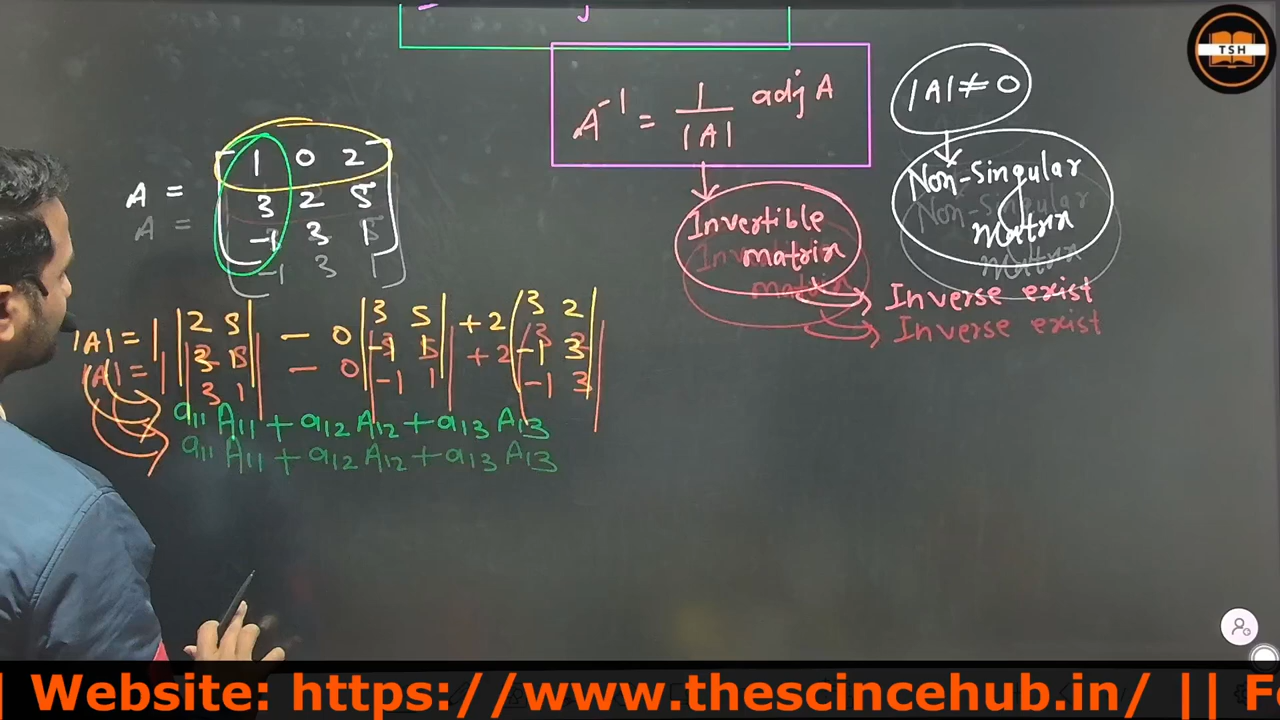 A⁻¹ = 1/|A| adj A
|A| ≠ 0
Non-Singular
Matrix
Invertible
matrix
Inverse exist
Inverse exist
A = [ 1 0 2
3 2 5
-1 3 1 ]
|A| = 1 | 2 5 | - 0 | 3 5 | + 2 | 3 2 |
| 3 1 | | -1 1 | | -1 3 |
a11 A11 + a12 A12 + a13 A13
a11 A11 + a12 A12 + a13 A13
TSH
| Website: https://www.thescincehub.in/ || F